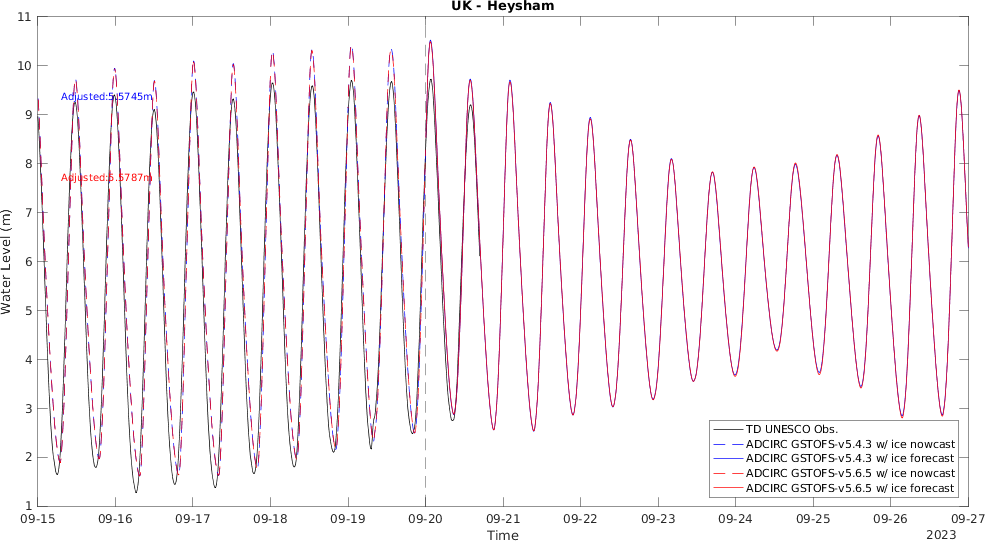 UK - Heysham
11
10
9
8
7
6
5
4
3
2
1
Water Level (m)
Adjusted:5.5745m
Adjusted:5.5787m
TD UNESCO Obs.
ADCIRC GSTOFS-v5.4.3 w/ ice nowcast
ADCIRC GSTOFS-v5.4.3 w/ ice forecast
ADCIRC GSTOFS-v5.6.5 w/ ice nowcast
ADCIRC GSTOFS-v5.6.5 w/ ice forecast
09-15 09-16 09-17 09-18 09-19 09-20 09-21 09-22 09-23 09-24 09-25 09-26 09-27
Time
2023